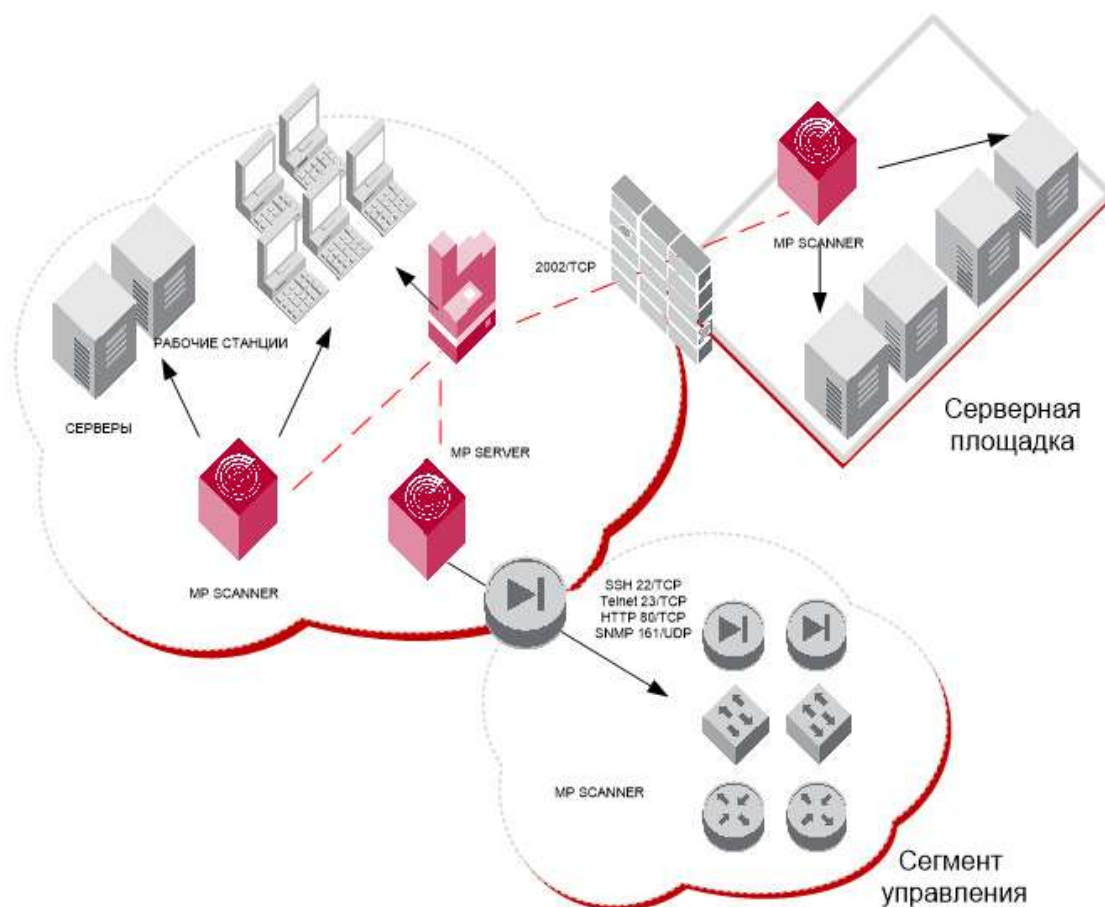 2002/TCP
MP SCANNER
РАБОЧИЕ СТАНЦИИ
СЕРВЕРЫ
MP SERVER
MP SCANNER
Серверная
площадка
SSH 22/TCP
Telnet 23/TCP
HTTP 80/TCP
SNMP 161/UDP
MP SCANNER
Сегмент
управления